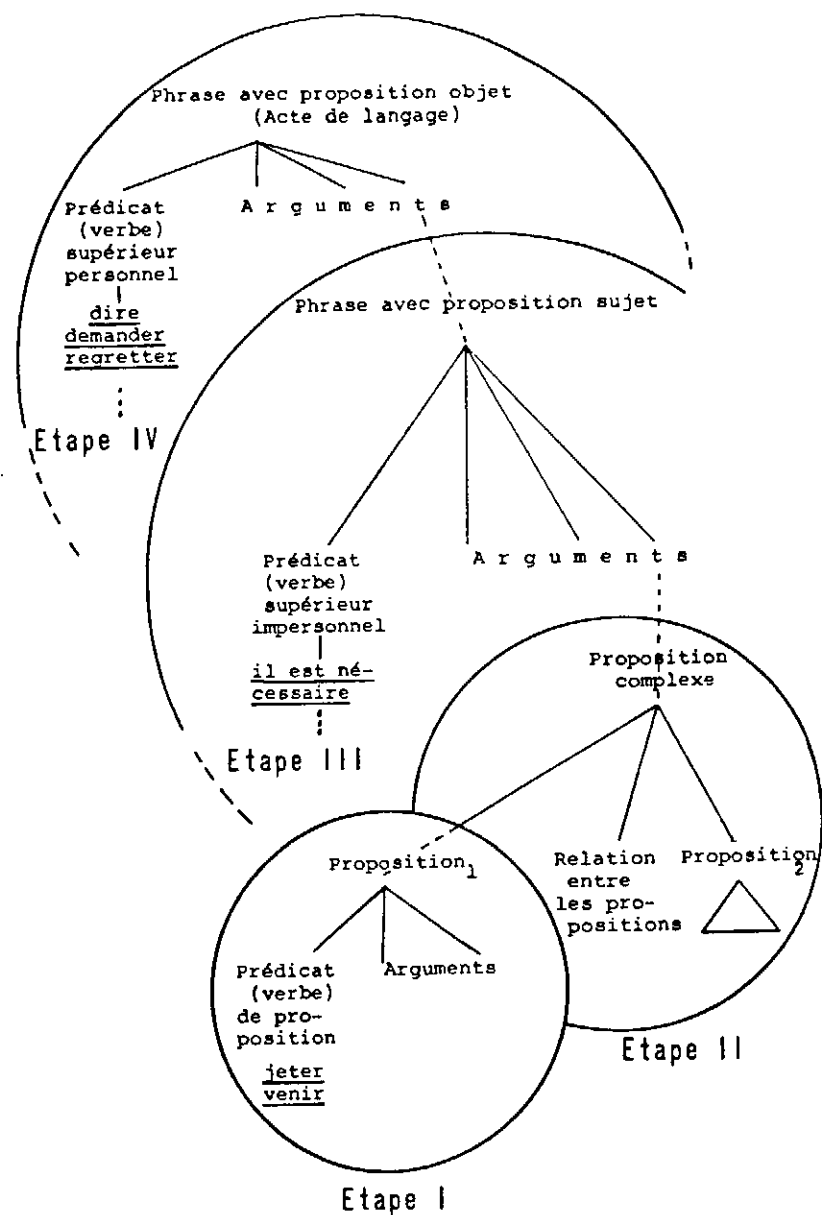 Phrase avec proposition objet
(Acte de langage)
Prédicat
(verbe)
supérieur
personnel
dire
demander
regretter
Arguments
Etape IV
Phrase avec proposition sujet
Prédicat
(verbe)
supérieur
impersonnel
il est né-
cessaire
Arguments
Etape III
Proposition
complexe
Relation
entre
les pro-
positions
Proposition2
Etape II
Proposition1
Prédicat
(verbe)
de pro-
position
jeter
venir
Arguments
Etape I